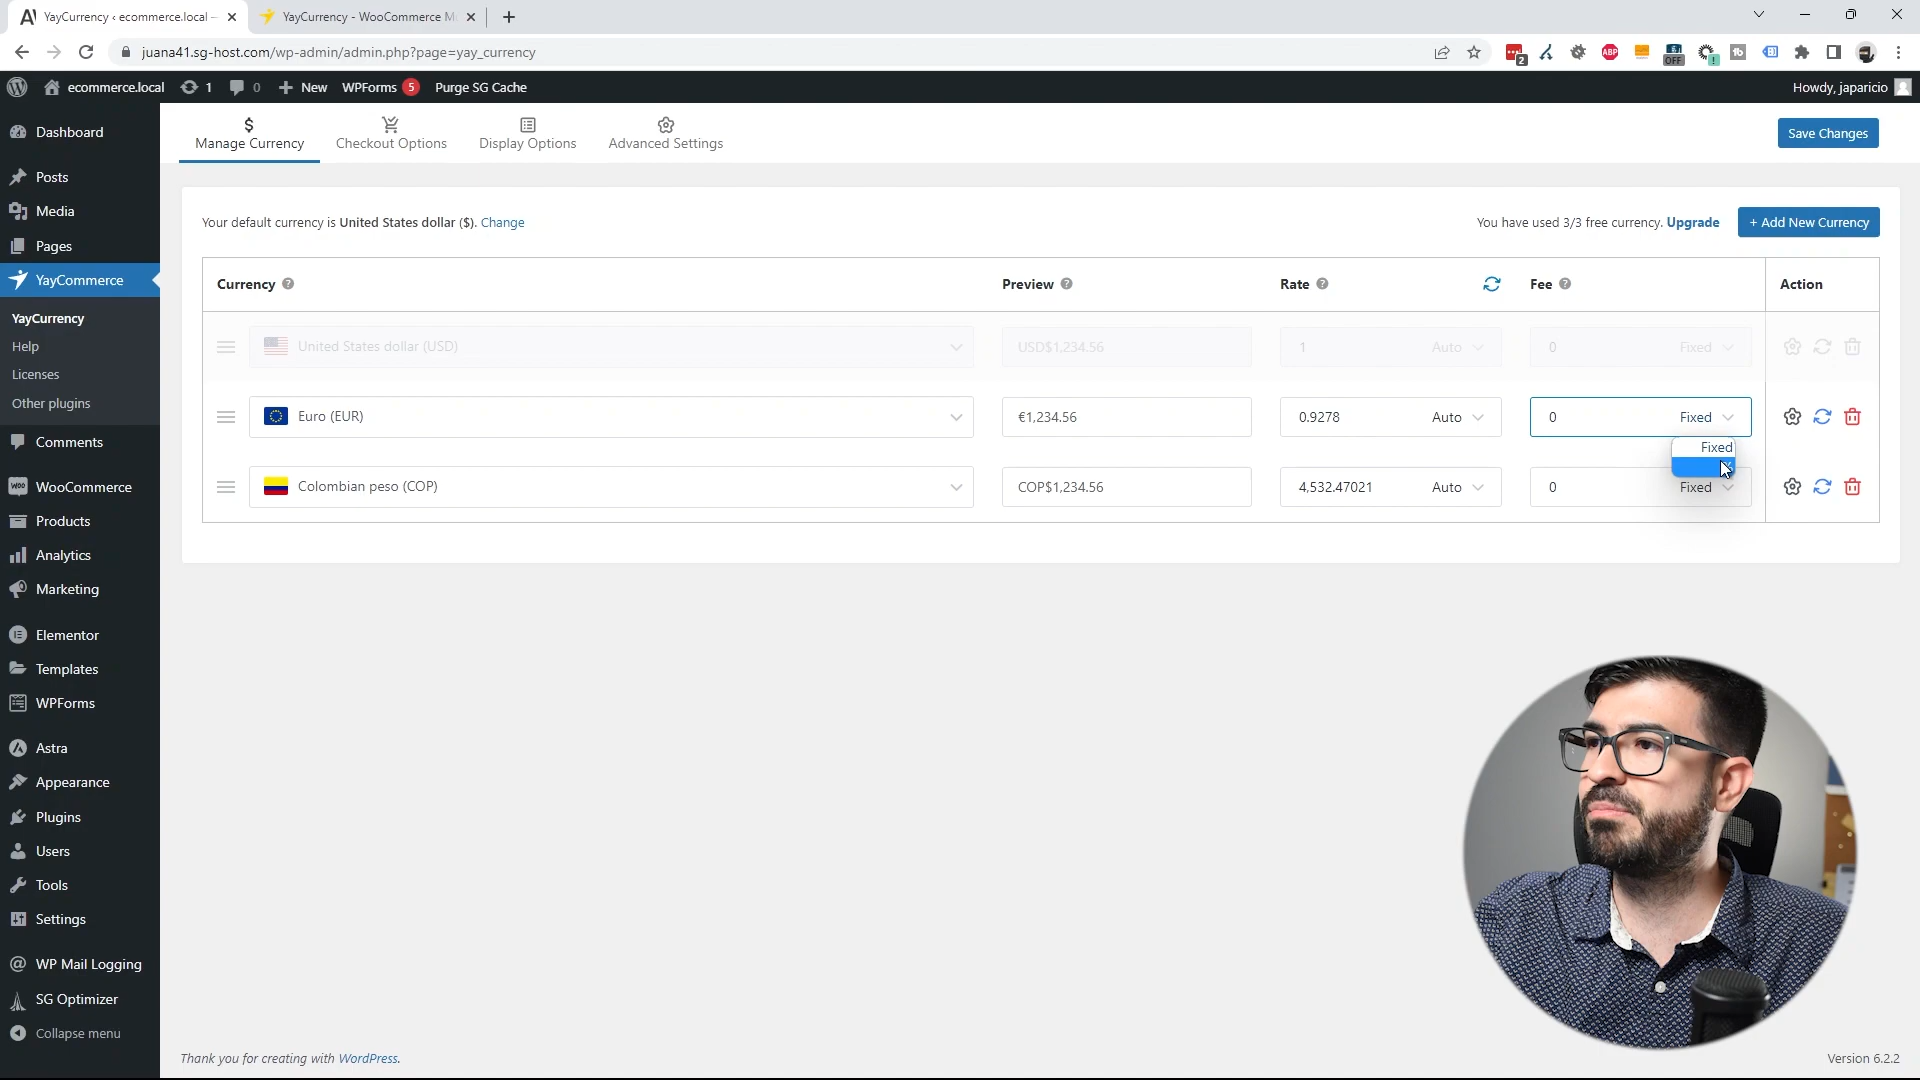 YayCurrency ‹ ecommerce.local –
YayCurrency - WooCommerce M
juana41.sg-host.com/wp-admin/admin.php?page=yay_currency
2
ABP
OFF
ecommerce.local
1
0
New
WPForms 5
Purge SG Cache
Howdy, japaricio
Dashboard
Posts
Media
Pages
YayCommerce
YayCurrency
Help
Licenses
Other plugins
Comments
WooCommerce
Products
Analytics
Marketing
Elementor
Templates
WPForms
Astra
Appearance
Plugins
Users
Tools
Settings
WP Mail Logging
SG Optimizer
Collapse menu
Manage Currency
Checkout Options
Display Options
Advanced Settings
Save Changes
Your default currency is United States dollar ($). Change
You have used 3/3 free currency. Upgrade
+ Add New Currency
Currency
Preview
Rate
Fee
Action
United States dollar (USD)
USD$1,234.56
1 Auto
0 Fixed
Euro (EUR)
€1,234.56
0.9278 Auto
0 Fixed
Fixed
Colombian peso (COP)
COP$1,234.56
4,532.47021 Auto
0 Fixed
Thank you for creating with WordPress.
Version 6.2.2